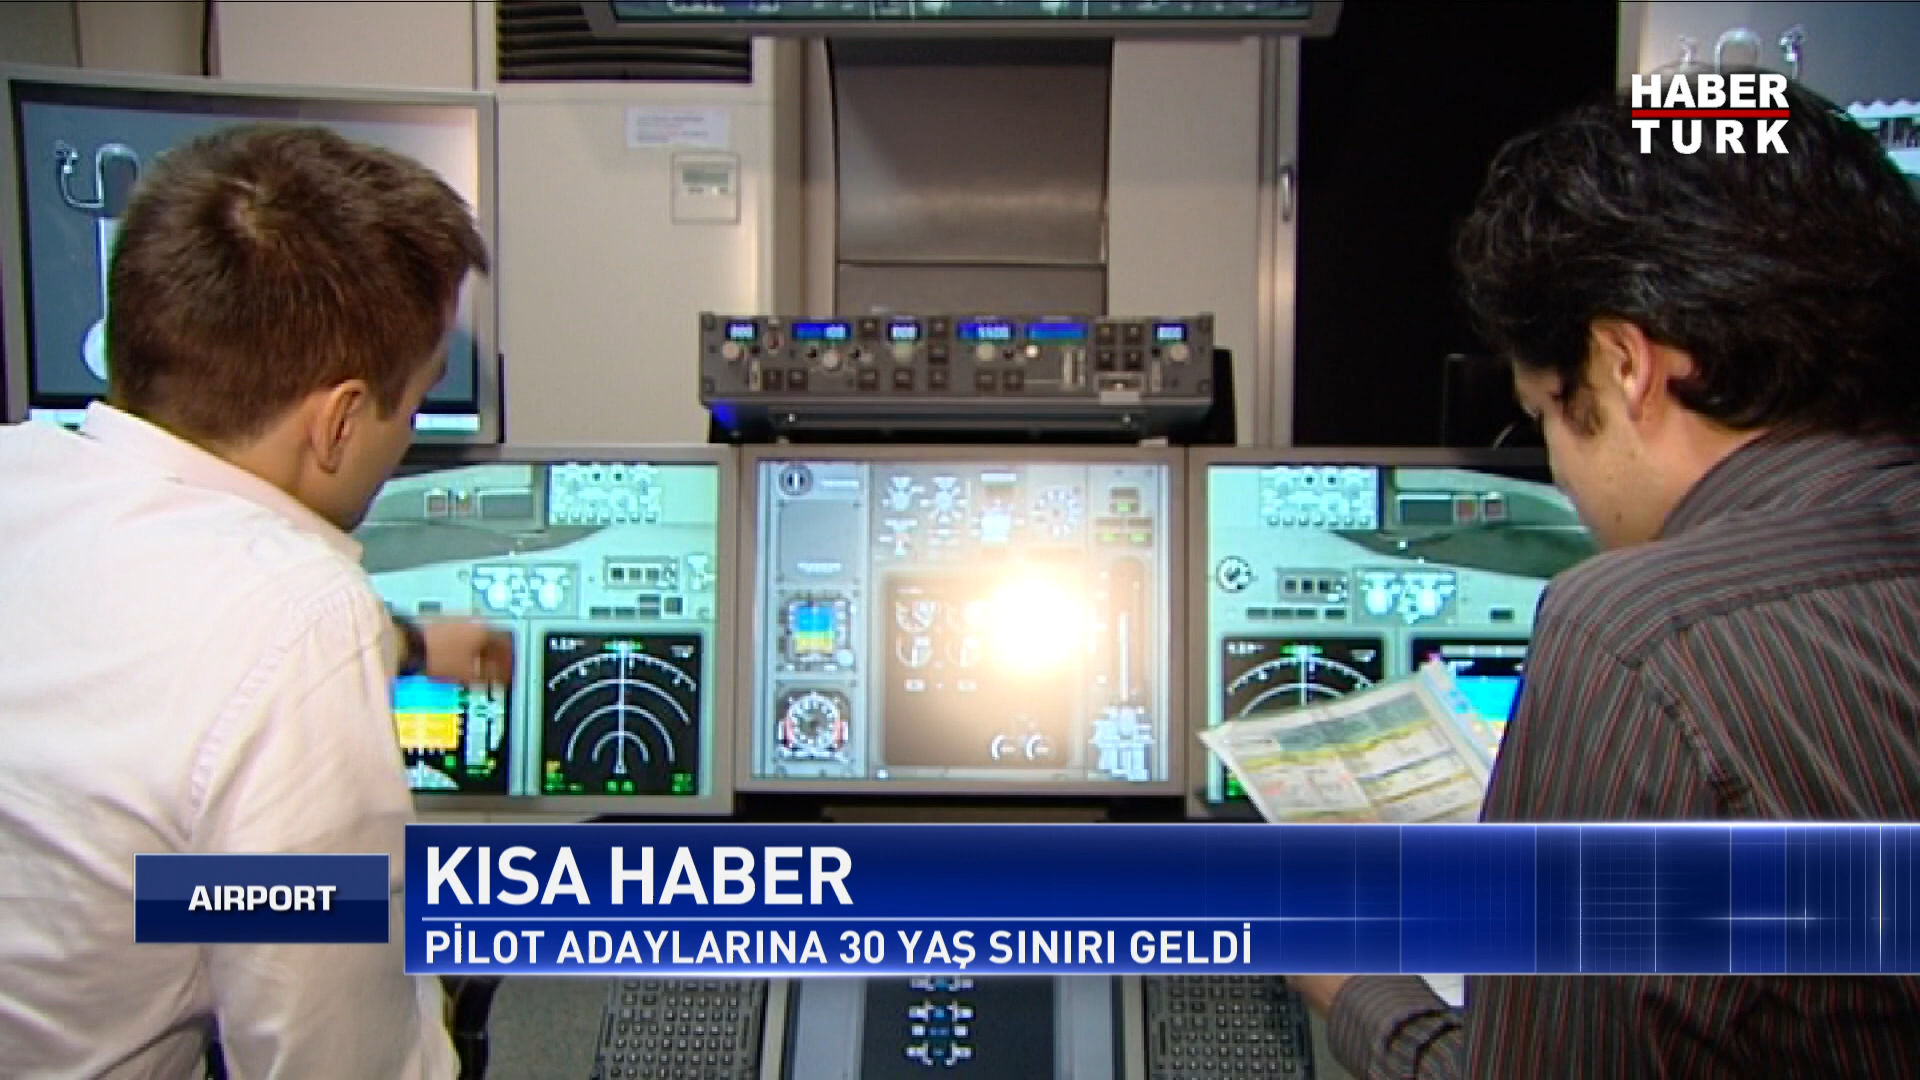 HABER
TURK
AIRPORT
KISA HABER
PİLOT ADAYLARINA 30 YAŞ SINIRI GELDİ